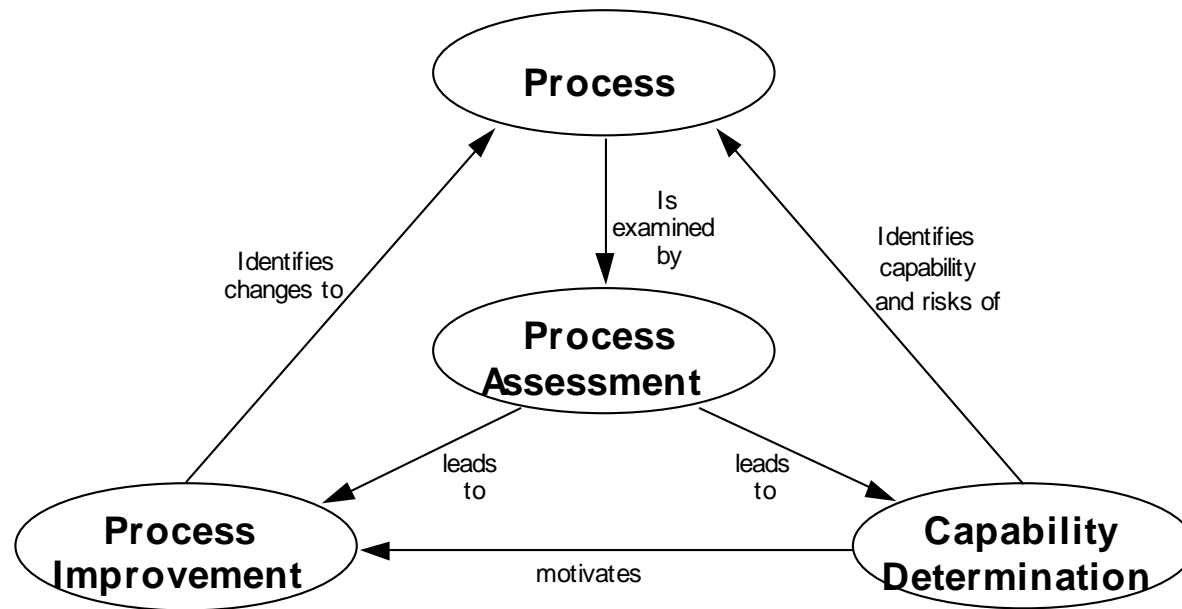 Process
Is
examined
by
Identifies
changes to
Identifies
capability
and risks of
Process
Assessment
leads
to
leads
to
Process
Improvement
motivates
Capability
Determination